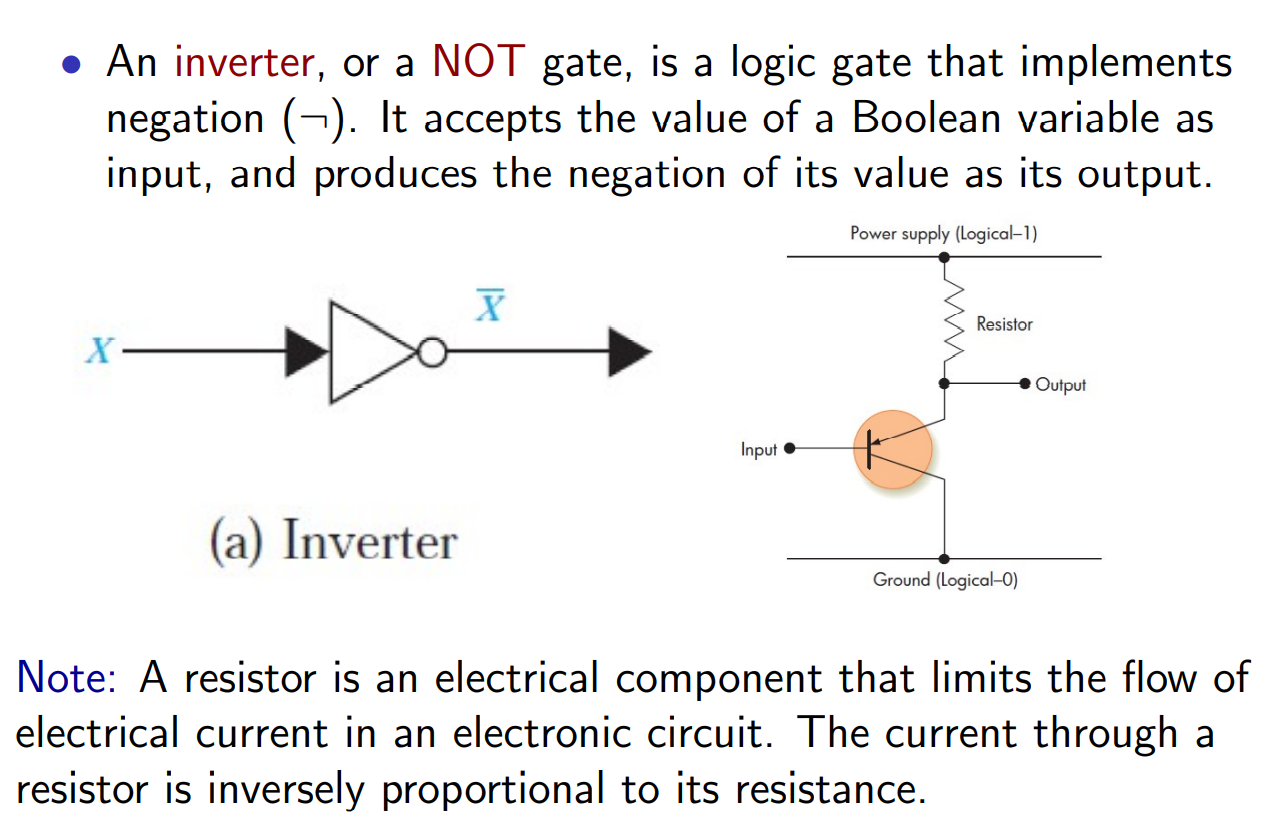 • An inverter, or a NOT gate, is a logic gate that implements
negation (¬). It accepts the value of a Boolean variable as
input, and produces the negation of its value as its output.
Power supply (Logical–1)
X̅
Resistor
X
Output
Input
(a) Inverter
Ground (Logical–0)
Note: A resistor is an electrical component that limits the flow of
electrical current in an electronic circuit. The current through a
resistor is inversely proportional to its resistance.